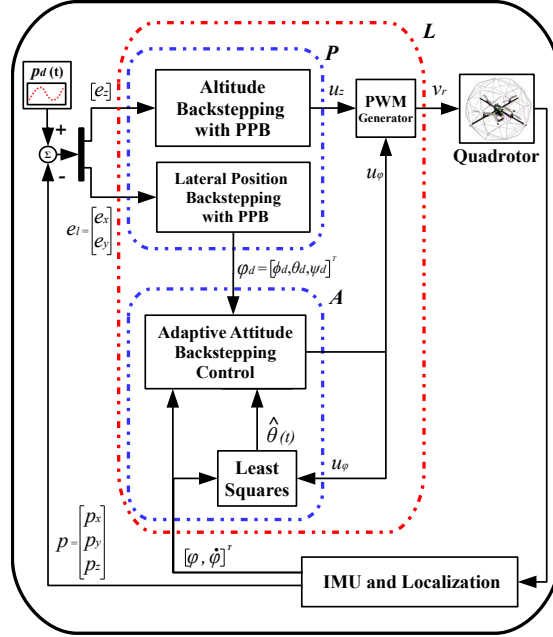 L
P
p_d (t)
[e_z]
Altitude
Backstepping
with PPB
u_z
PWM
Generator
v_r
Quadrotor
+
Σ
-
Lateral Position
Backstepping
with PPB
u_φ
e_l=[e_x
e_y]
φ_d=[ϕ_d,θ_d,ψ_d]^T
A
Adaptive Attitude
Backstepping
Control
θ̂(t)
Least
Squares
u_φ
p=[p_x
p_y
p_z]
[φ, φ̇]^T
IMU and Localization